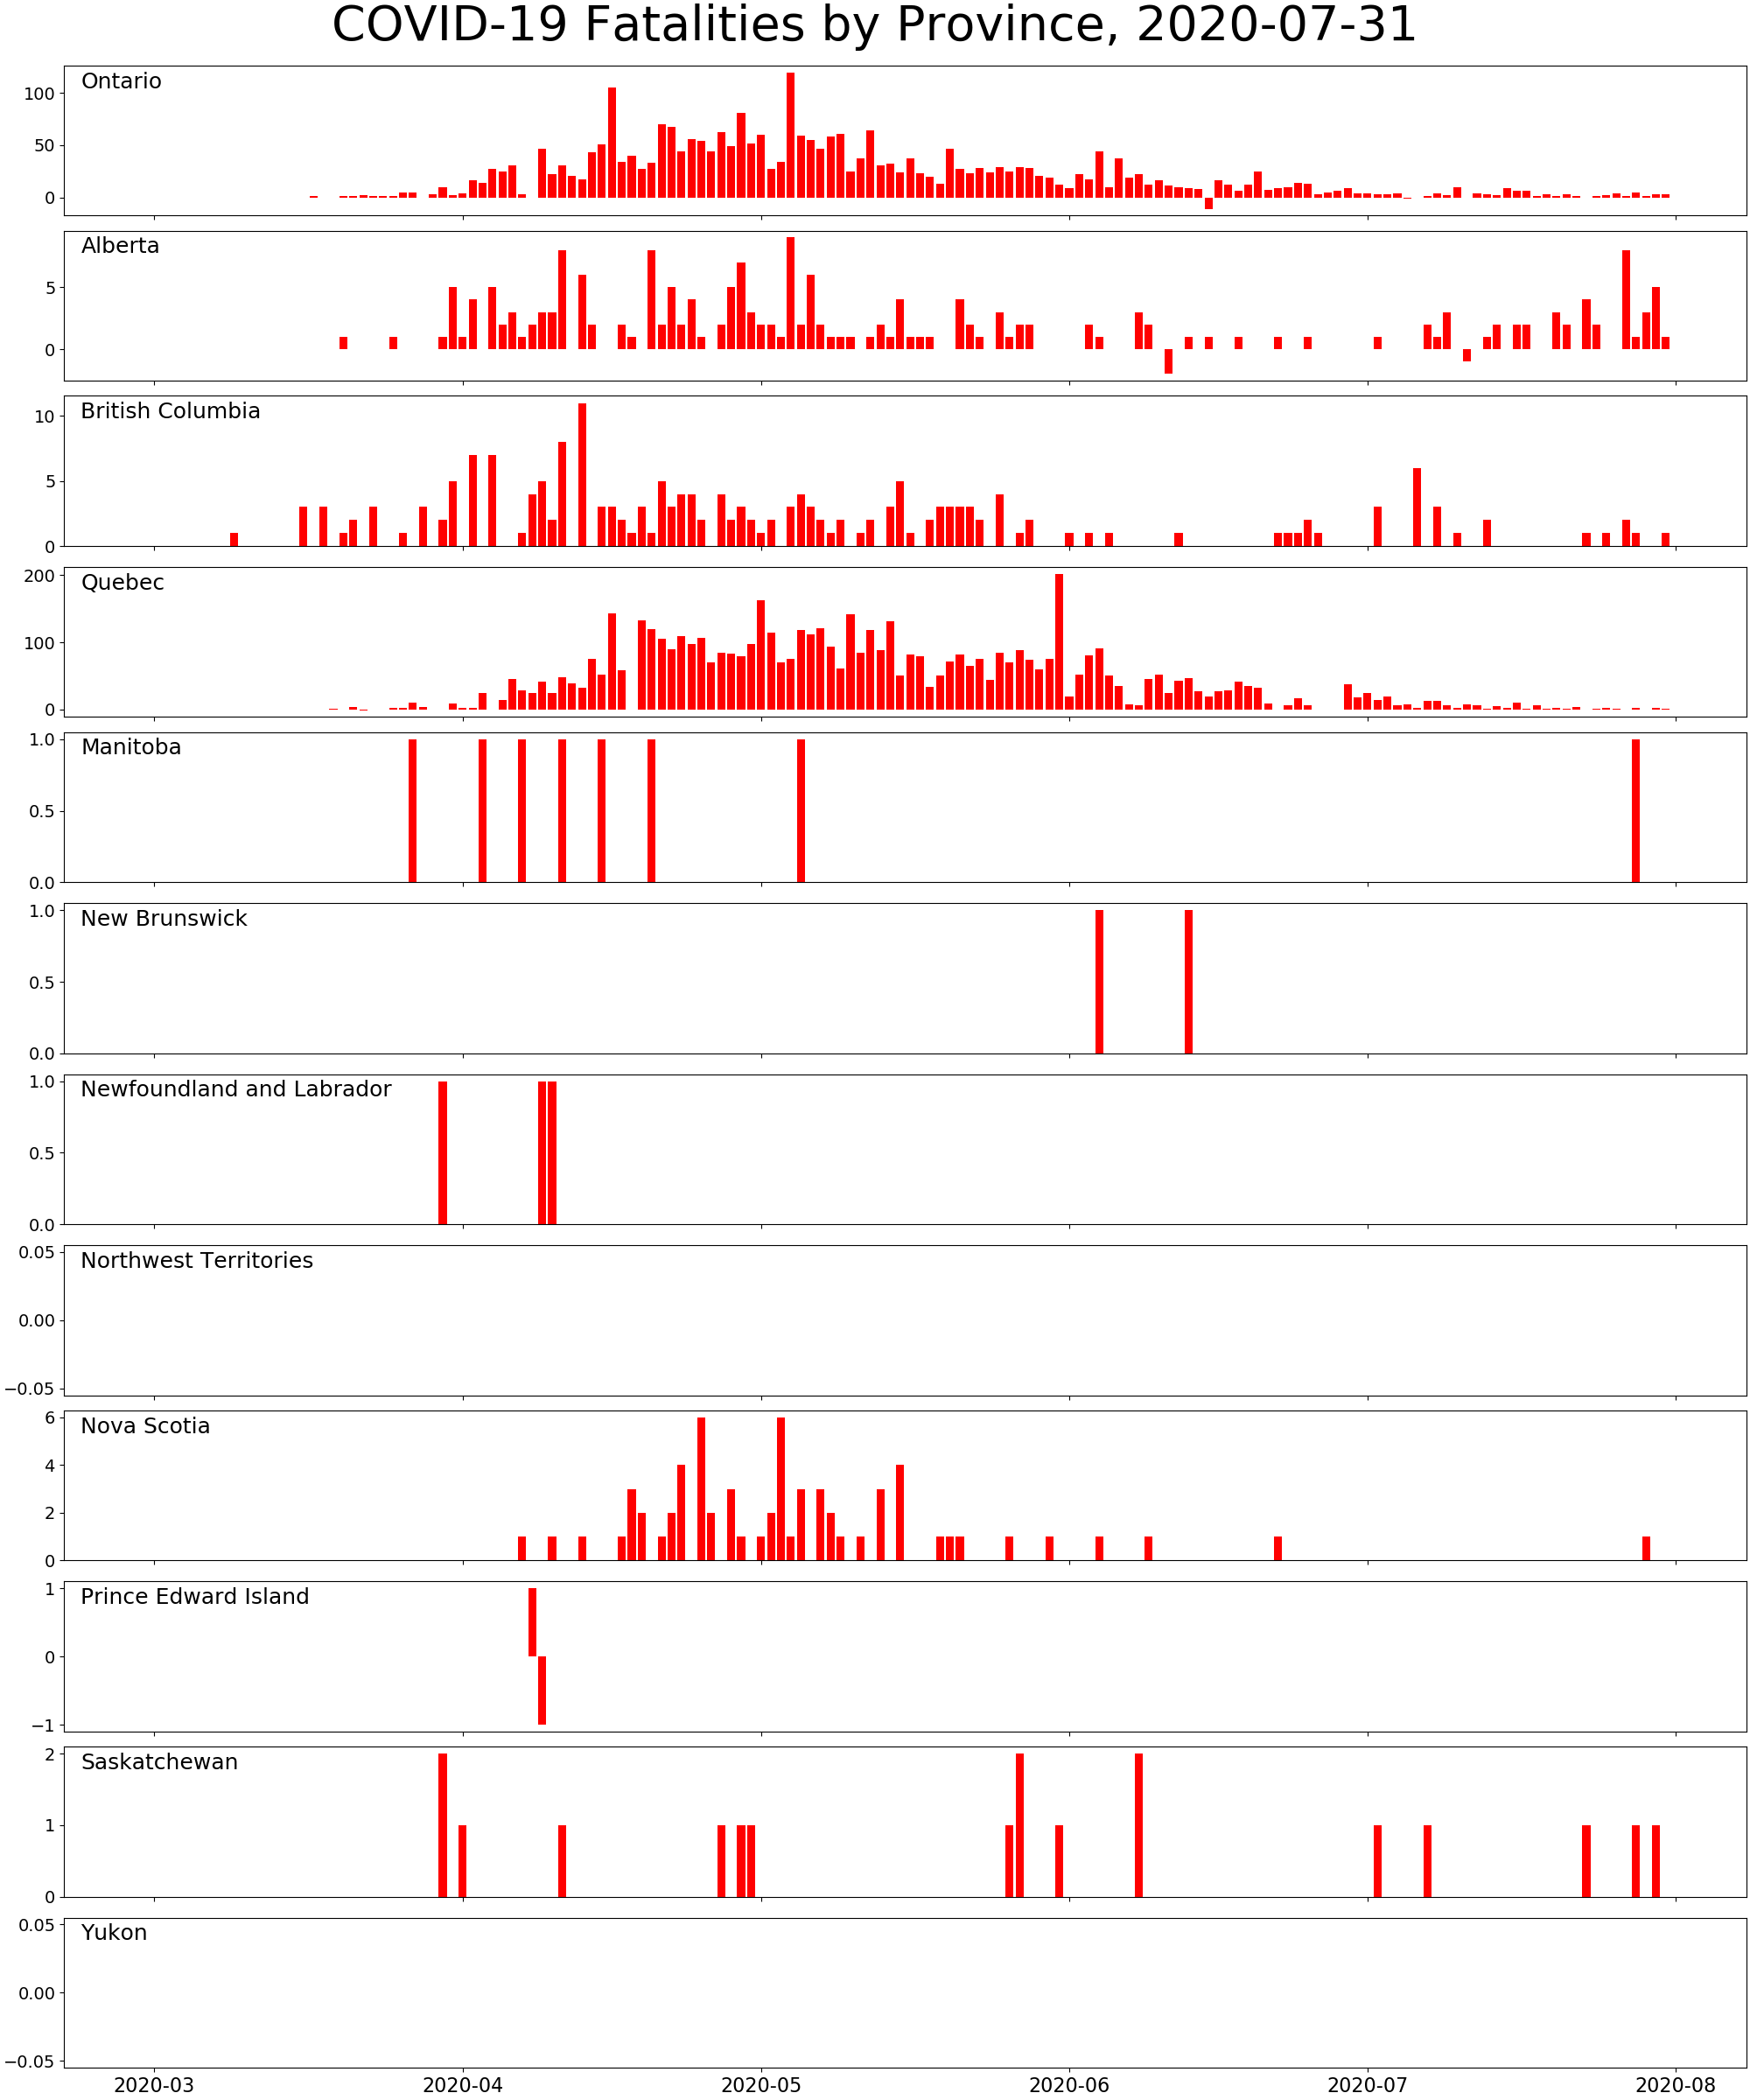 COVID-19 Fatalities by Province, 2020-07-31
Ontario
100
50
0
Alberta
5
0
British Columbia
10
5
0
Quebec
200
100
0
Manitoba
1.0
0.5
0.0
New Brunswick
1.0
0.5
0.0
Newfoundland and Labrador
1.0
0.5
0.0
Northwest Territories
0.05
0.00
−0.05
Nova Scotia
6
4
2
0
Prince Edward Island
1
0
−1
Saskatchewan
2
1
0
Yukon
0.05
0.00
−0.05
2020-03 2020-04 2020-05 2020-06 2020-07 2020-08